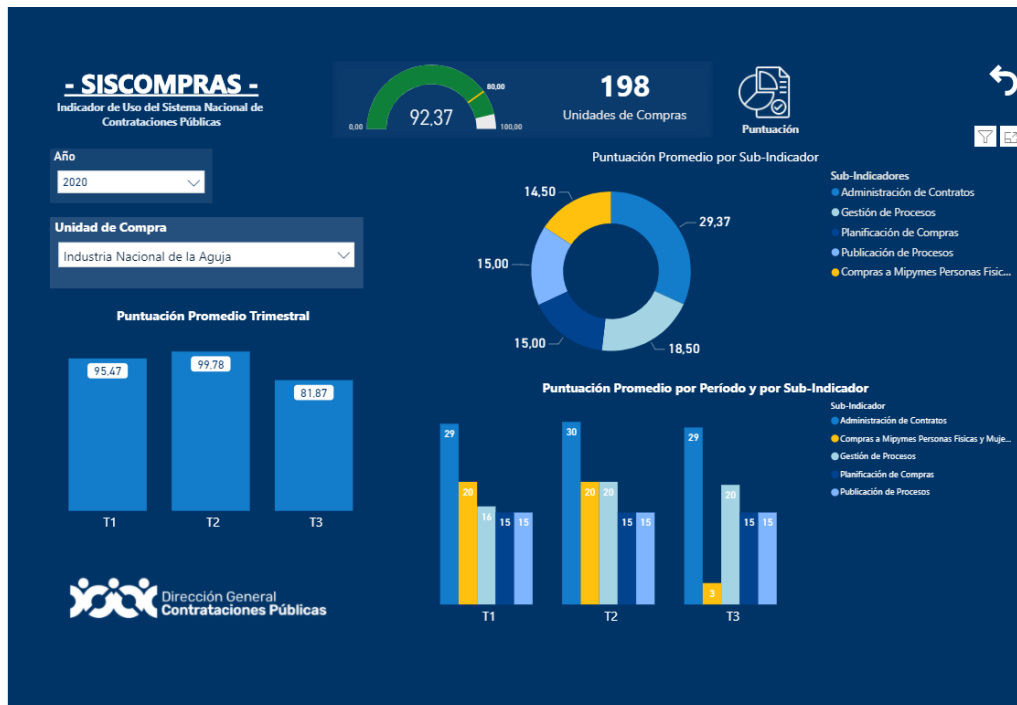 - SISCOMPRAS -
Indicador de Uso del Sistema Nacional de
Contrataciones Públicas
0,00
92,37
80,00
100,00
198
Unidades de Compras
Puntuación
Año
2020
Unidad de Compra
Industria Nacional de la Aguja
Puntuación Promedio por Sub-Indicador
14,50
29,37
15,00
15,00
18,50
Sub-Indicadores
Administración de Contratos
Gestión de Procesos
Planificación de Compras
Publicación de Procesos
Compras a Mipymes Personas Fisic...
Puntuación Promedio Trimestral
95,47
99,78
81,87
T1
T2
T3
Puntuación Promedio por Período y por Sub-Indicador
Sub-Indicador
Administración de Contratos
Compras a Mipymes Personas Fisicas y Muje...
Gestión de Procesos
Planificación de Compras
Publicación de Procesos
29
20
16
15
15
30
20
20
15
15
29
3
20
15
15
T1
T2
T3
Dirección General
Contrataciones Públicas